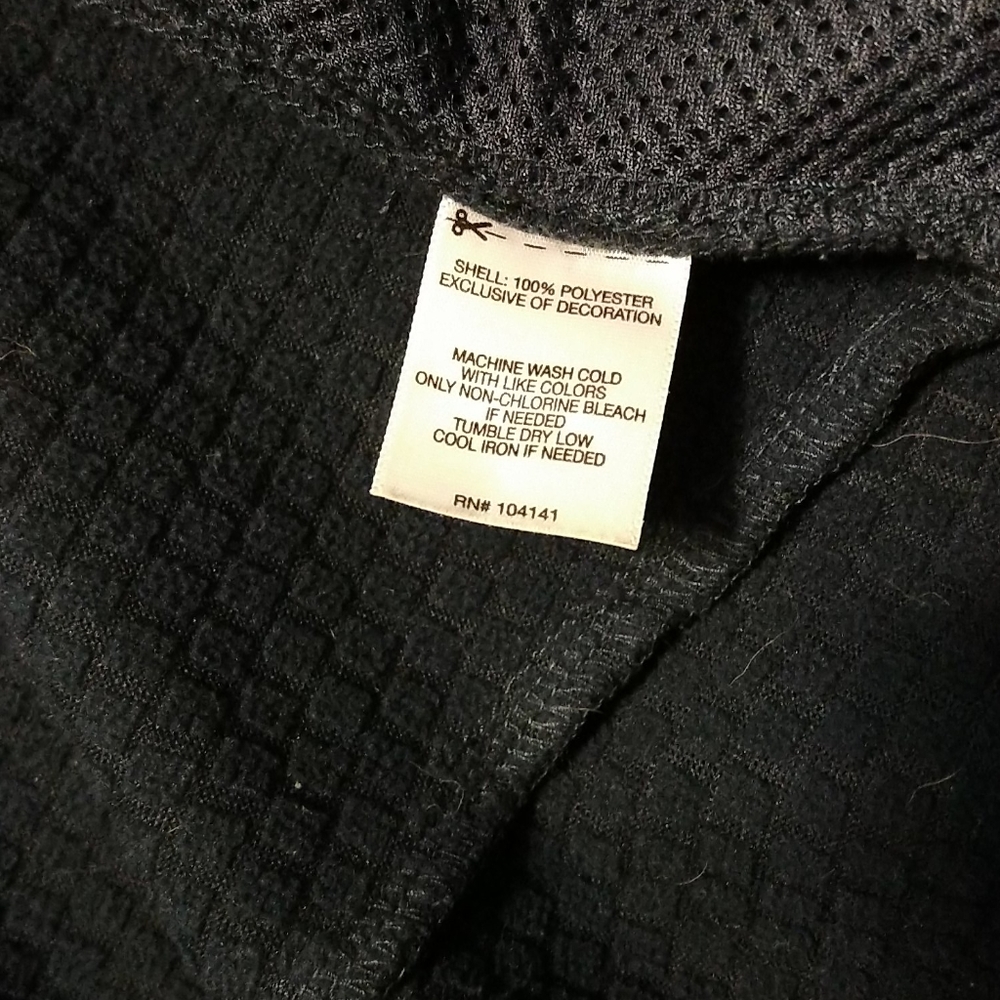 SHELL: 100% POLYESTER
EXCLUSIVE OF DECORATION
MACHINE WASH COLD
WITH LIKE COLORS
ONLY NON-CHLORINE BLEACH
IF NEEDED
TUMBLE DRY LOW
COOL IRON IF NEEDED
RN# 104141